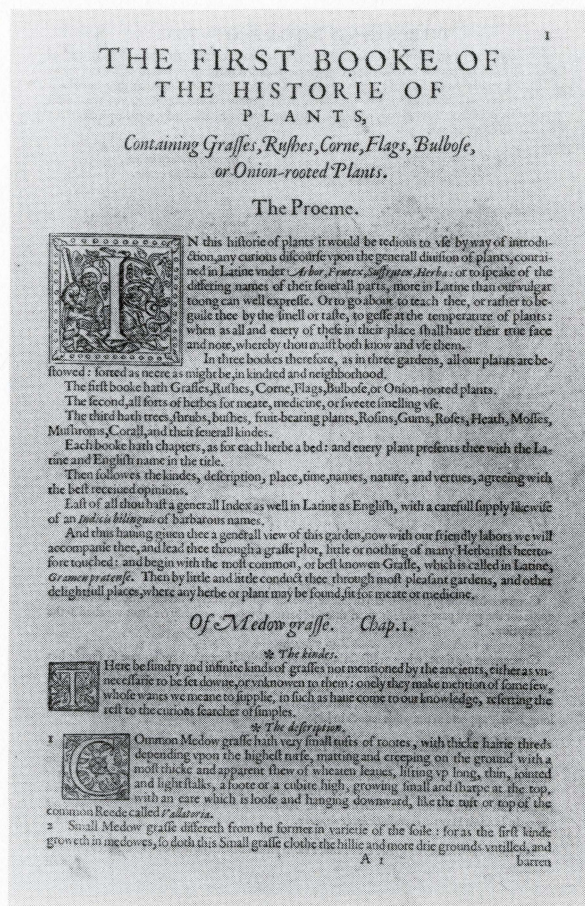 1
THE FIRST BOOKE OF
THE HISTORIE OF
PLANTS,
Containing Graſſes, Ruſhes, Corne, Flags, Bulboſe,
or Onion-rooted Plants.
The Proeme.
IN this hiſtorie of plants it would be tedious to vſe by way of introdu-
ction, any curious diſcourſe vpon the generall diuiſion of plants, contai-
ned in Latine vnder Arbor, Frutex, Suffrutex, Herba: or to ſpeake of the
differing names of their ſeuerall parts, more in Latine than our vulgar
toong can well expreſſe. Or to go about to teach thee, or rather to be-
guile thee by the ſmell or taſte, to geſſe at the temperature of plants:
when as all and euery of theſe in their place ſhall haue their true face
and note, whereby thou maiſt both know and vſe them.
In three bookes therefore, as in three gardens, all our plants are be-
ſtowed: ſorted as neere as might be, in kindred and neighborhood.
The firſt booke hath Graſſes, Ruſhes, Corne, Flags, Bulboſe, or Onion-rooted plants.
The ſecond, all ſorts of herbes for meate, medicine, or ſweete ſmelling vſe.
The third hath trees, ſhrubs, buſhes, fruit-bearing plants, Roſins, Gums, Roſes, Heath, Moſſes,
Muſhroms, Corall, and their ſeuerall kindes.
Each booke hath chapters, as for each herbe a bed: and euery plant preſents thee with the La-
tine and Engliſh name in the title.
Then followes the kindes, deſcription, place, time, names, nature, and vertues, agreeing with
the beſt receiued opinions.
Laſt of all thou haſt a generall Index as well in Latine as Engliſh, with a carefull ſupply likewiſe
of an Indicis bilinguis of barbarous names.
And thus hauing giuen thee a generall view of this garden, now with our friendly labors we will
accompanie thee, and lead thee through a graſſe plot, little or nothing of many Herbariſts heerto-
fore touched: and begin with the moſt common, or beſt knowen Graſſe, which is called in Latine,
Gramen pratenſe. Then by little and little conduct thee through moſt pleaſant gardens, and other
delightfull places, where any herbe or plant may be found, fit for meate or medicine.
Of Medow graſſe. Chap. 1.
❧ The kindes.
THere be ſundry and infinite kinds of graſſes not mentioned by the ancients, either as vn-
neceſſarie to be ſet downe, or vnknowen to them: onely they make mention of ſome few,
whoſe wants we meane to ſupplie, in ſuch as haue come to our knowledge, referring the
reſt to the curious ſearcher of ſimples.
❧ The deſcription.
1 COmmon Medow graſſe hath very ſmall tufts of rootes, with thicke hairie threds
depending vpon the higheſt turfe, matting and creeping on the ground with a
moſt thicke and apparent ſhew of wheaten leaues, lifting vp long, thin, iointed
and light ſtalks, a foote or a cubite high, growing ſmall and ſharpe at the top,
with an eare which is looſe and hanging downward, like the tuft or top of the
common Reede called Vallatoria.
2 Small Medow graſſe differeth from the former in varietie of the ſoile: for as the firſt kinde
groweth in medowes, ſo doth this Small graſſe clothe the hillie and more drie grounds vntilled, and
A 1 barren